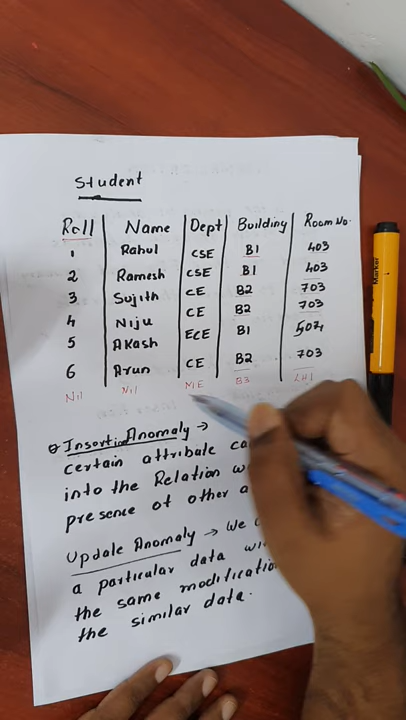 Student
Roll Name Dept Building Room No.
1 Rahul CSE B1 403
2 Ramesh CSE B1 403
3 Sujith CE B2 703
4 Niju CE B2 703
5 Akash ECE B1 507
6 Arun CE B2 703
Nil Nil ME B3
Insertion Anomaly →
certain attribute
into the Relation
presence of other
Update Anomaly → We
a particular data
the same modification
the similar data.
Marker